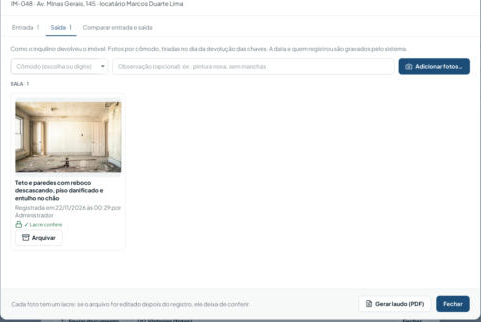 IM-048 · Av. Minas Gerais, 145 · locatário Marcos Duarte Lima
Entrada 1 Saída 1 Comparar entrada e saída
Como o inquilino devolveu o imóvel. Fotos por cômodo, tiradas no dia da devolução das chaves. A data e quem registrou são gravados pelo sistema.
Cômodo (escolha ou digite) Observação (opcional): ex.: pintura nova, sem manchas Adicionar fotos…
SALA · 1
Teto e paredes com reboco
descascando, piso danificado e
entulho no chão
Registrada em 22/11/2026 às 00:29 por
Administrador
✓ Lacre confere
Arquivar
Cada foto tem um lacre: se o arquivo for editado depois do registro, ele deixa de conferir.
Gerar laudo (PDF) Fechar